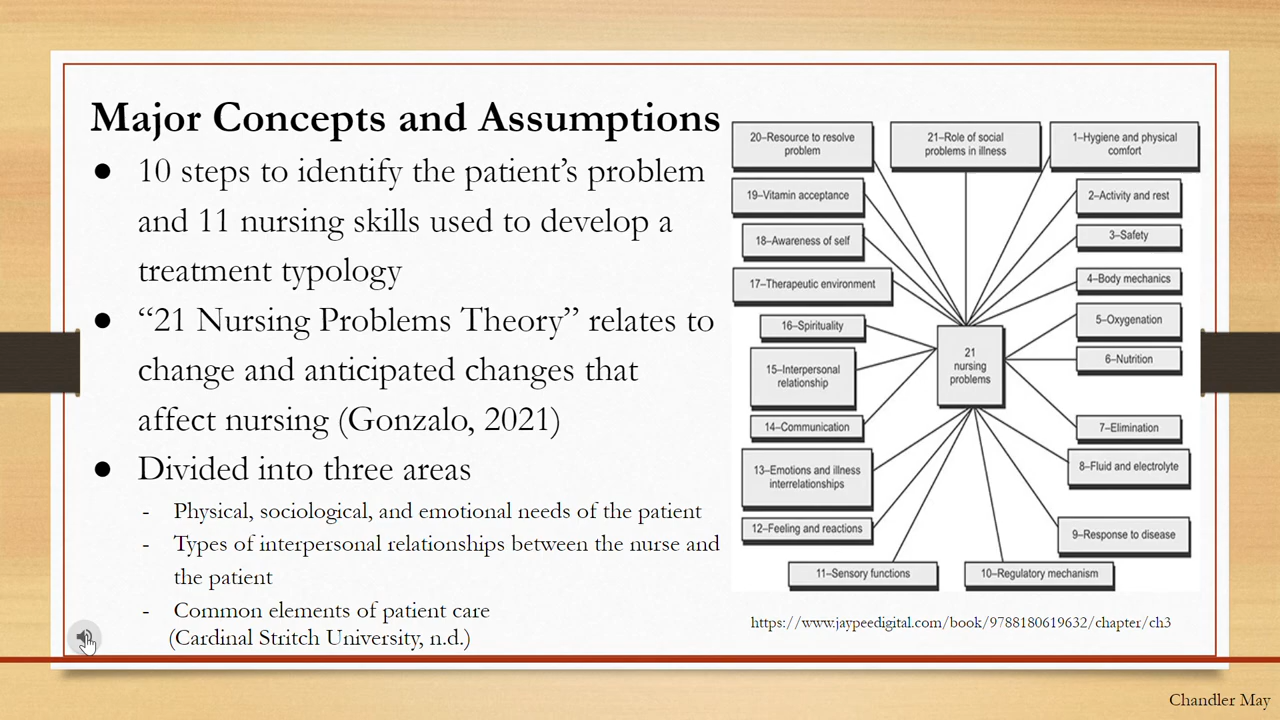 Major Concepts and Assumptions
● 10 steps to identify the patient’s problem
and 11 nursing skills used to develop a
treatment typology
● “21 Nursing Problems Theory” relates to
change and anticipated changes that
affect nursing (Gonzalo, 2021)
● Divided into three areas
- Physical, sociological, and emotional needs of the patient
- Types of interpersonal relationships between the nurse and
the patient
- Common elements of patient care
(Cardinal Stritch University, n.d.)
20–Resource to resolve
problem
21–Role of social
problems in illness
1–Hygiene and physical
comfort
19–Vitamin acceptance
2–Activity and rest
18–Awareness of self
3–Safety
17–Therapeutic environment
4–Body mechanics
16–Spirituality
5–Oxygenation
15–Interpersonal
relationship
21
nursing
problems
6–Nutrition
14–Communication
7–Elimination
13–Emotions and illness
interrelationships
8–Fluid and electrolyte
12–Feeling and reactions
9–Response to disease
11–Sensory functions
10–Regulatory mechanism
https://www.jaypeedigital.com/book/9788180619632/chapter/ch3
Chandler May